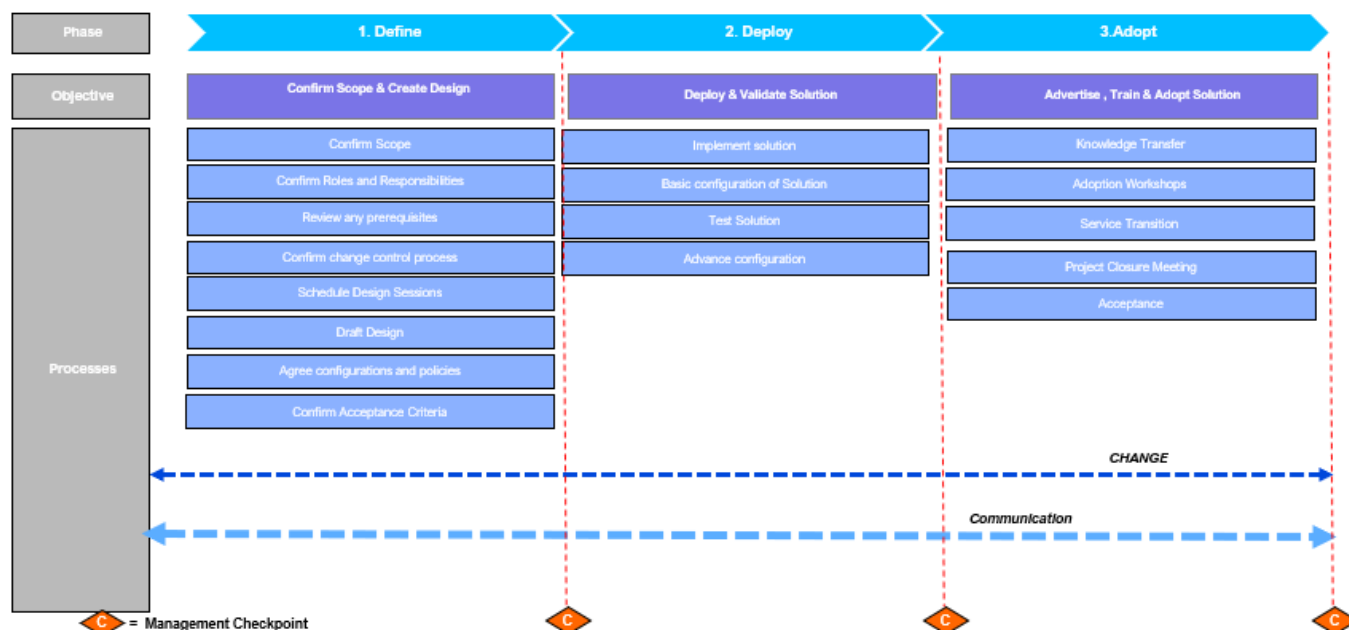 Phase
1. Define
2. Deploy
3.Adopt
Objective
Confirm Scope & Create Design
Deploy & Validate Solution
Advertise , Train & Adopt Solution
Processes
Confirm Scope
Confirm Roles and Responsibilities
Review any prerequisites
Confirm change control process
Schedule Design Sessions
Draft Design
Agree configurations and policies
Confirm Acceptance Criteria
Implement solution
Basic configuration of Solution
Test Solution
Advance configuration
Knowledge Transfer
Adoption Workshops
Service Transition
Project Closure Meeting
Acceptance
CHANGE
Communication
C = Management Checkpoint
C
C
C